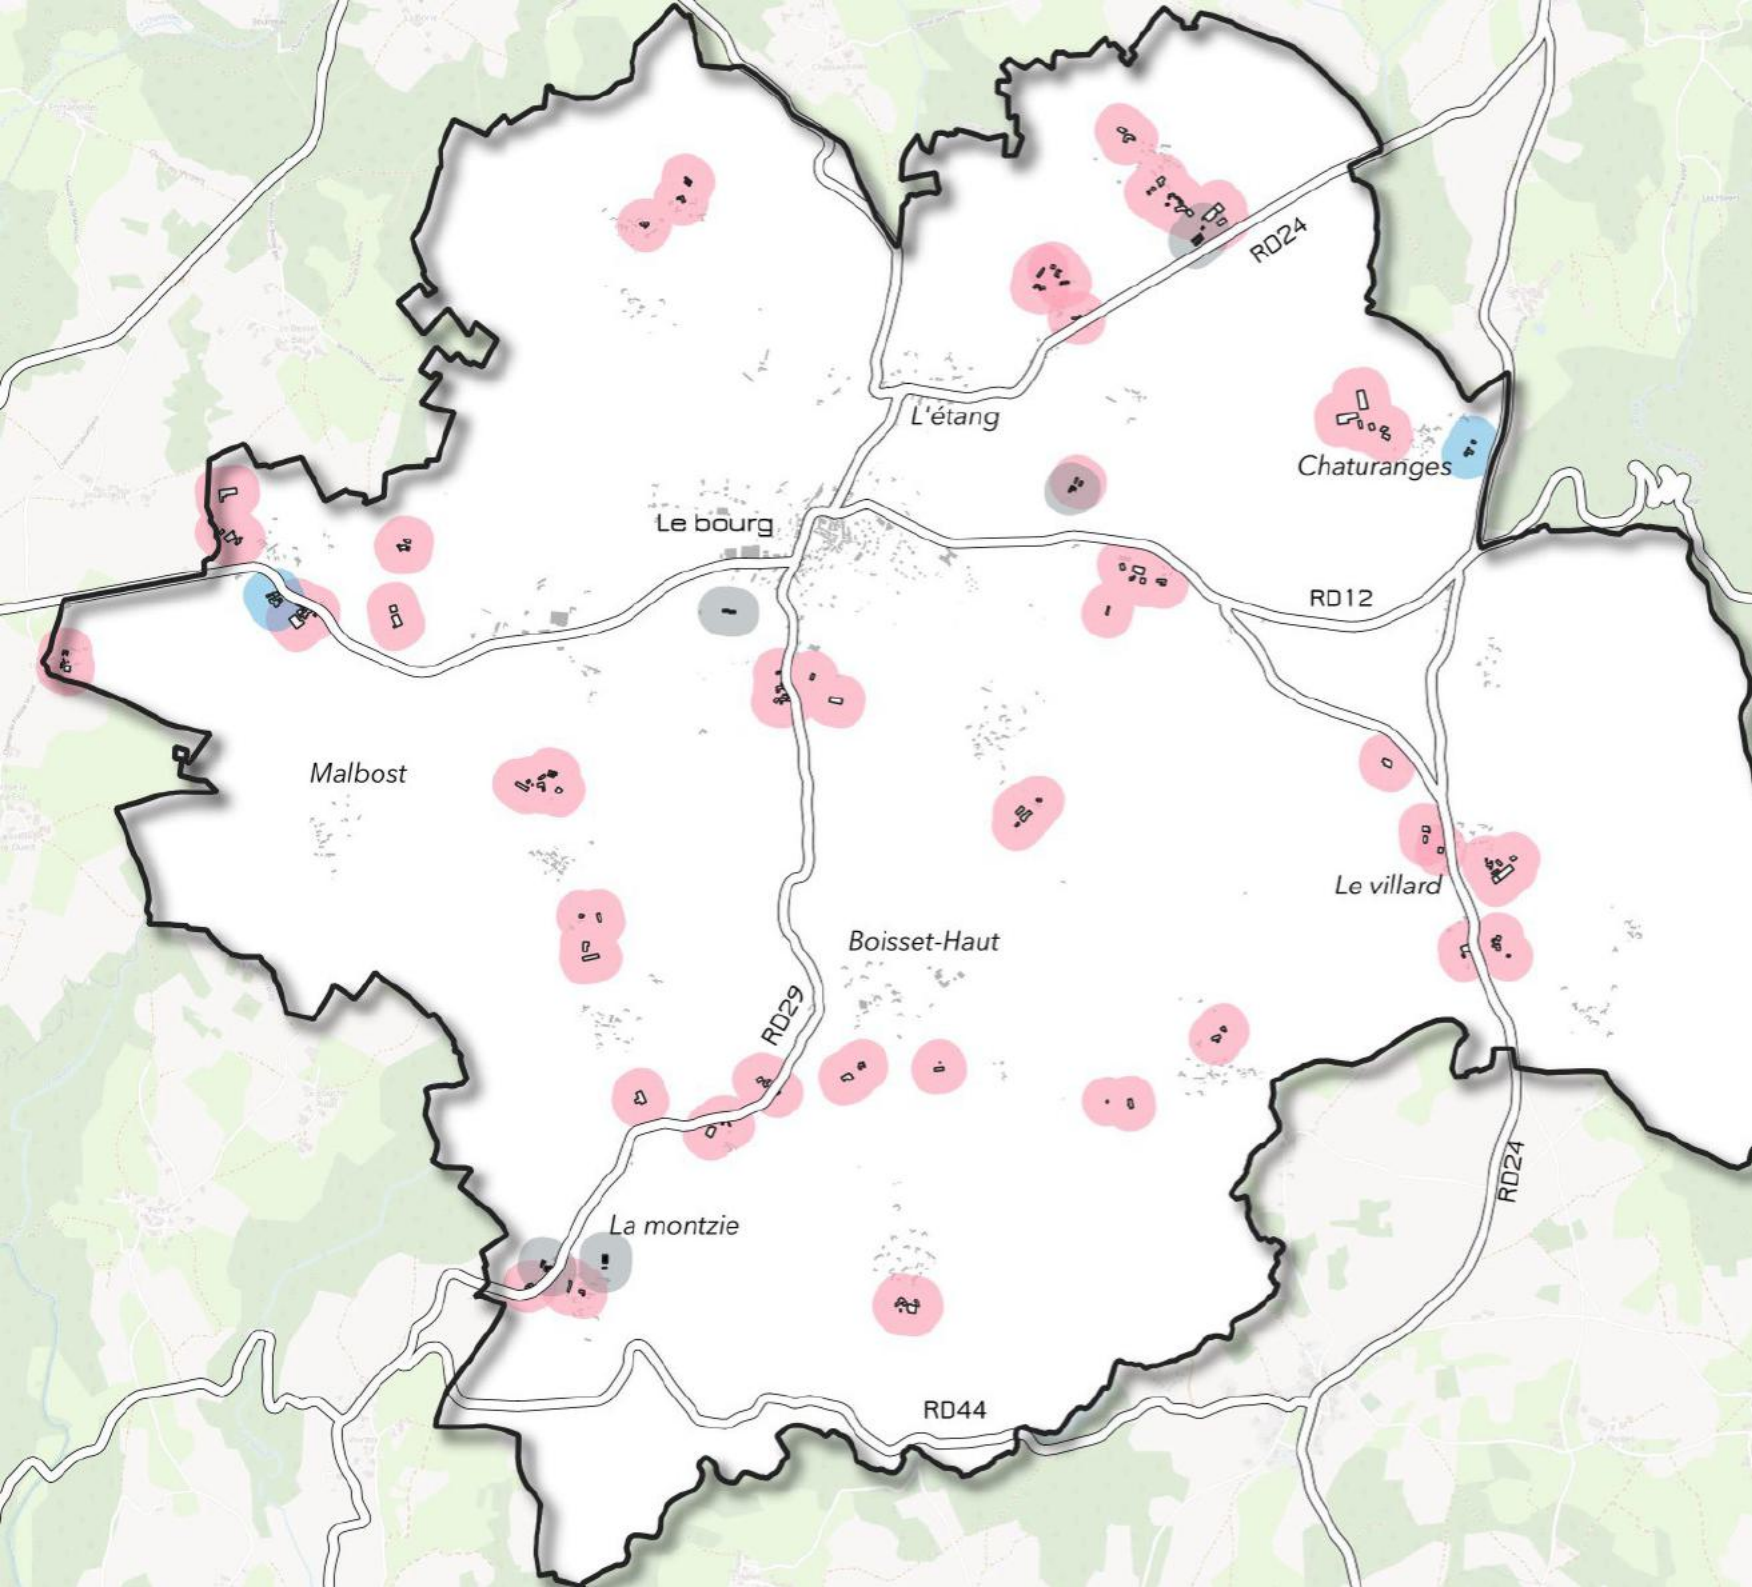 RD24
L'étang
Chaturanges
Le bourg
RD12
Malbost
Le villard
Boisset-Haut
RD29
RD24
La montzie
RD44